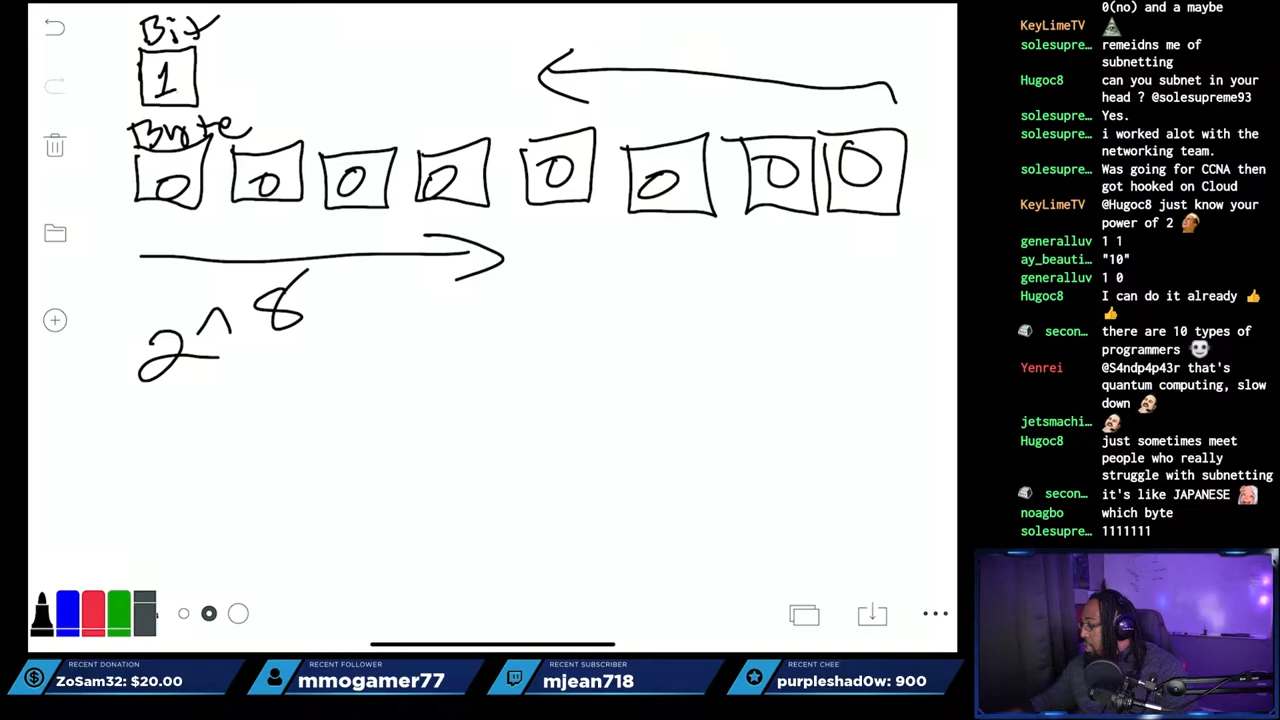 Bit
1
Byte
0 0 0 0 0 0 0 0
2^8
0(no) and a maybe
KeyLimeTV
solesupre… remeidns me of
subnetting
Hugoc8 can you subnet in your
head ? @solesupreme93
solesupre… Yes.
solesupre… i worked alot with the
networking team.
solesupre… Was going for CCNA then
got hooked on Cloud
KeyLimeTV @Hugoc8 just know your
power of 2
generalluv 1 1
ay_beauti… "10"
generalluv 1 0
Hugoc8 I can do it already
secon… there are 10 types of
programmers
Yenrei @S4ndp4p43r that's
quantum computing, slow
down
jetsmachi…
Hugoc8 just sometimes meet
people who really
struggle with subnetting
secon… it's like JAPANESE
noagbo which byte
solesupre… 1111111
RECENT DONATION
ZoSam32: $20.00
RECENT FOLLOWER
mmogamer77
RECENT SUBSCRIBER
mjean718
RECENT CHEE
purpleshad0w: 900